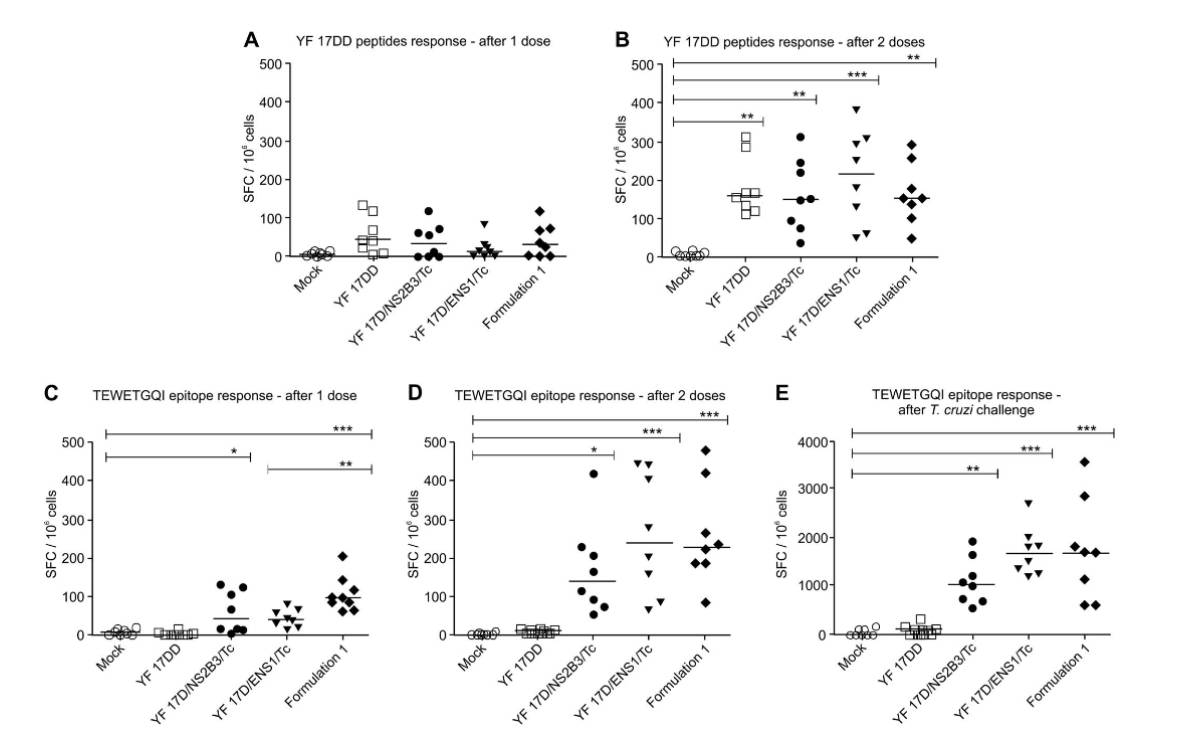 A
YF 17DD peptides response - after 1 dose
500
400
300
200
100
0
SFC / 10⁶ cells
Mock
YF 17DD
YF 17D/NS2B3/Tc
YF 17D/ENS1/Tc
Formulation 1
B
YF 17DD peptides response - after 2 doses
**
***
**
**
500
400
300
200
100
0
SFC / 10⁶ cells
Mock
YF 17DD
YF 17D/NS2B3/Tc
YF 17D/ENS1/Tc
Formulation 1
C
TEWETGQI epitope response - after 1 dose
***
*
**
500
400
300
200
100
0
SFC / 10⁶ cells
Mock
YF 17DD
YF 17D/NS2B3/Tc
YF 17D/ENS1/Tc
Formulation 1
D
TEWETGQI epitope response - after 2 doses
***
***
*
500
400
300
200
100
0
SFC / 10⁶ cells
Mock
YF 17DD
YF 17D/NS2B3/Tc
YF 17D/ENS1/Tc
Formulation 1
E
TEWETGQI epitope response -
after T. cruzi challenge
***
***
**
4000
3000
2000
1000
0
SFC / 10⁶ cells
Mock
YF 17DD
YF 17D/NS2B3/Tc
YF 17D/ENS1/Tc
Formulation 1